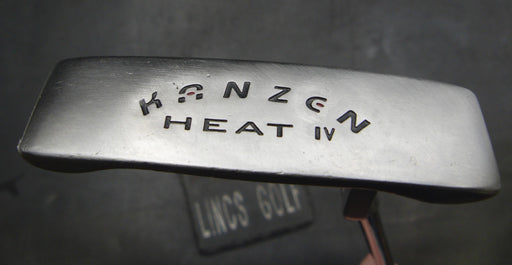 KANZEN
HEAT IV
LINCS GOLF